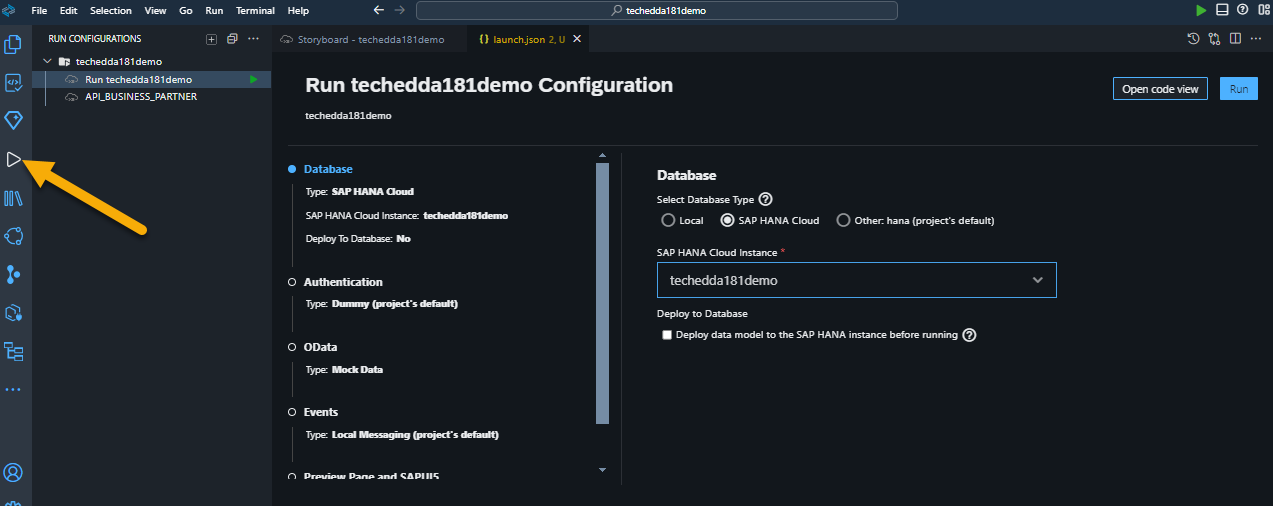 File Edit Selection View Go Run Terminal Help
techedda181demo
RUN CONFIGURATIONS
Storyboard - techedda181demo
{} launch.json 2, U
techedda181demo
Run techedda181demo
API_BUSINESS_PARTNER
Run techedda181demo Configuration
techedda181demo
Open code view
Run
Database
Type: SAP HANA Cloud
SAP HANA Cloud Instance: techedda181demo
Deploy To Database: No
Authentication
Type: Dummy (project's default)
OData
Type: Mock Data
Events
Type: Local Messaging (project's default)
Preview Page and SAPUI5
Database
Select Database Type
Local SAP HANA Cloud Other: hana (project's default)
SAP HANA Cloud Instance *
techedda181demo
Deploy to Database
Deploy data model to the SAP HANA instance before running